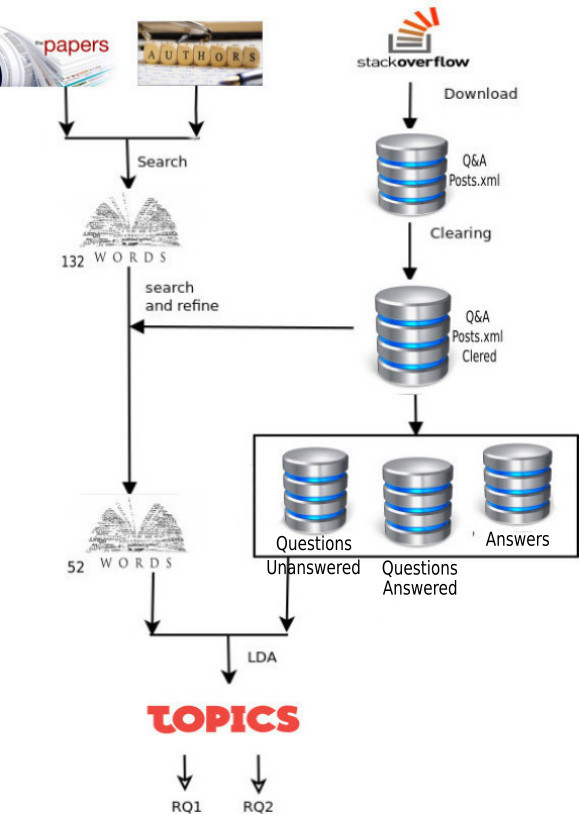 the papers
AUTHORS
stackoverflow
Download
Search
Q&A
Posts.xml
132 WORDS
Clearing
search
and refine
Q&A
Posts.xml
Clered
52 WORDS
Questions
Unanswered
Questions
Answered
Answers
LDA
TOPICS
RQ1
RQ2